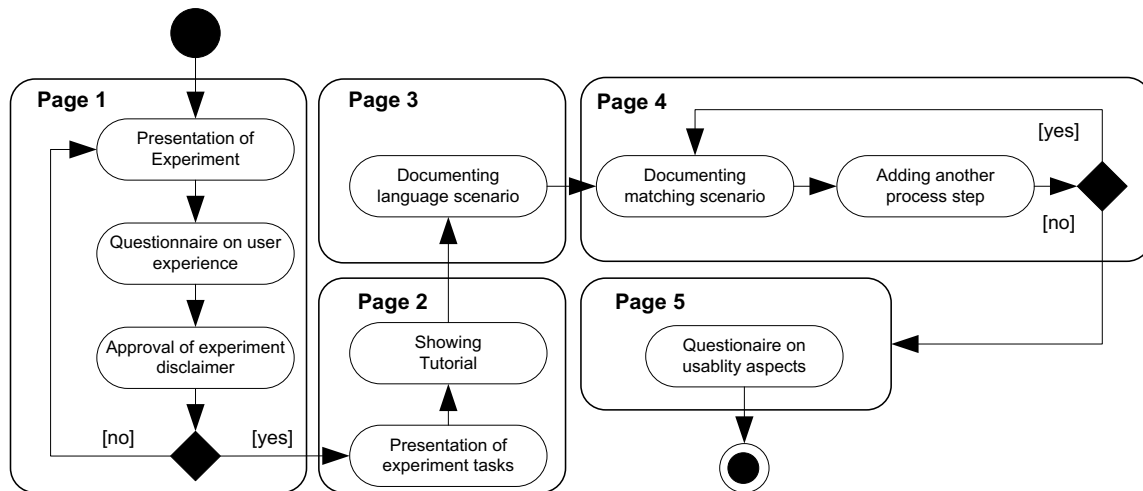 Page 1
Presentation of
Experiment
Questionnaire on user
experience
Approval of experiment
disclaimer
[no]
[yes]
Page 2
Showing
Tutorial
Presentation of
experiment tasks
Page 3
Documenting
language scenario
Page 4
Documenting
matching scenario
Adding another
process step
[yes]
[no]
Page 5
Questionaire on
usablity aspects